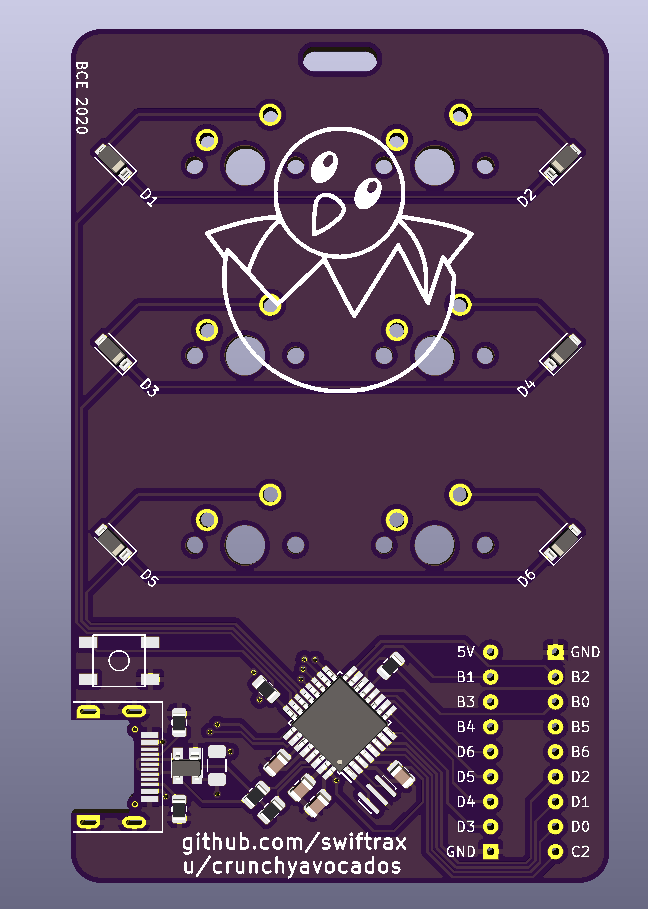 BCE 2020
D1
D2
D3
D4
D5
D6
5V
GND
B1
B2
B3
B0
B4
B5
D6
B6
D5
D2
D4
D1
D3
D0
GND
C2
github.com/swiftrax
u/crunchyavocados